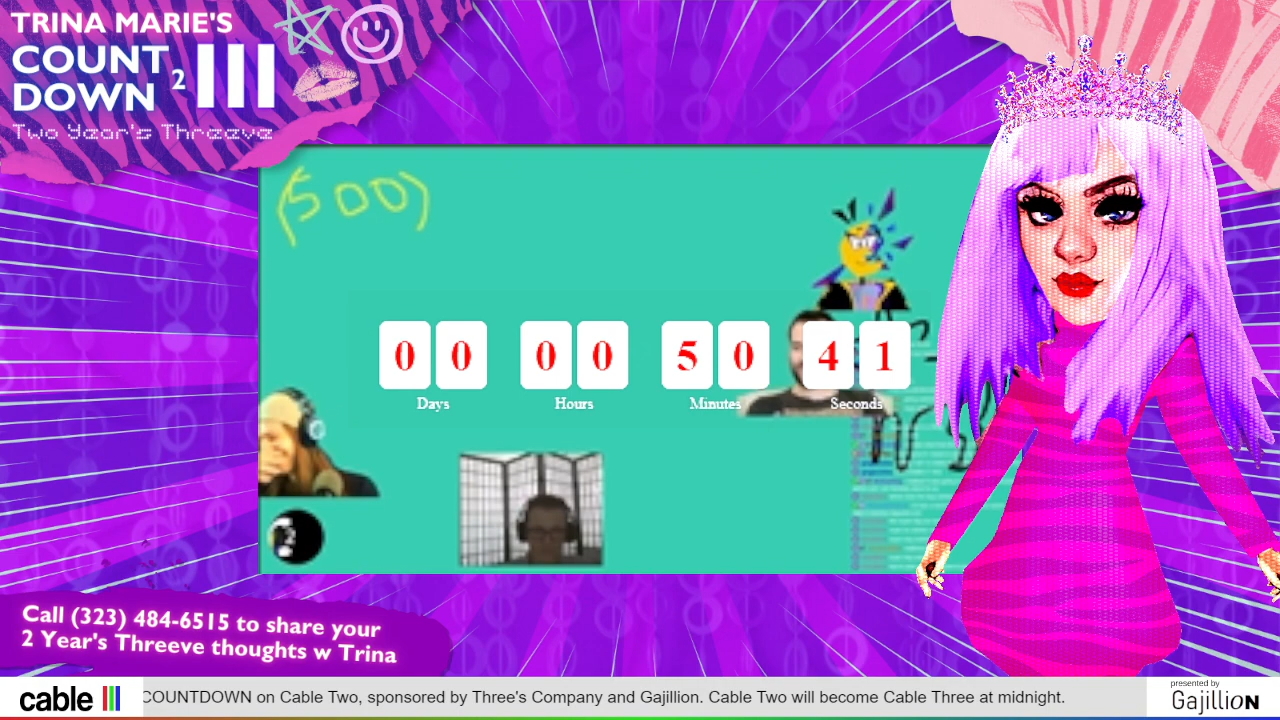 TRINA MARIE'S
COUNT
DOWN 2 III
Two Year's Threeve
(500)
0 0 0 0 5 0 4 1
Days Hours Minutes Seconds
Call (323) 484-6515 to share your
2 Year's Threeve thoughts w Trina
cable
COUNTDOWN on Cable Two, sponsored by Three's Company and Gajillion. Cable Two will become Cable Three at midnight.
presented by
GajilliON